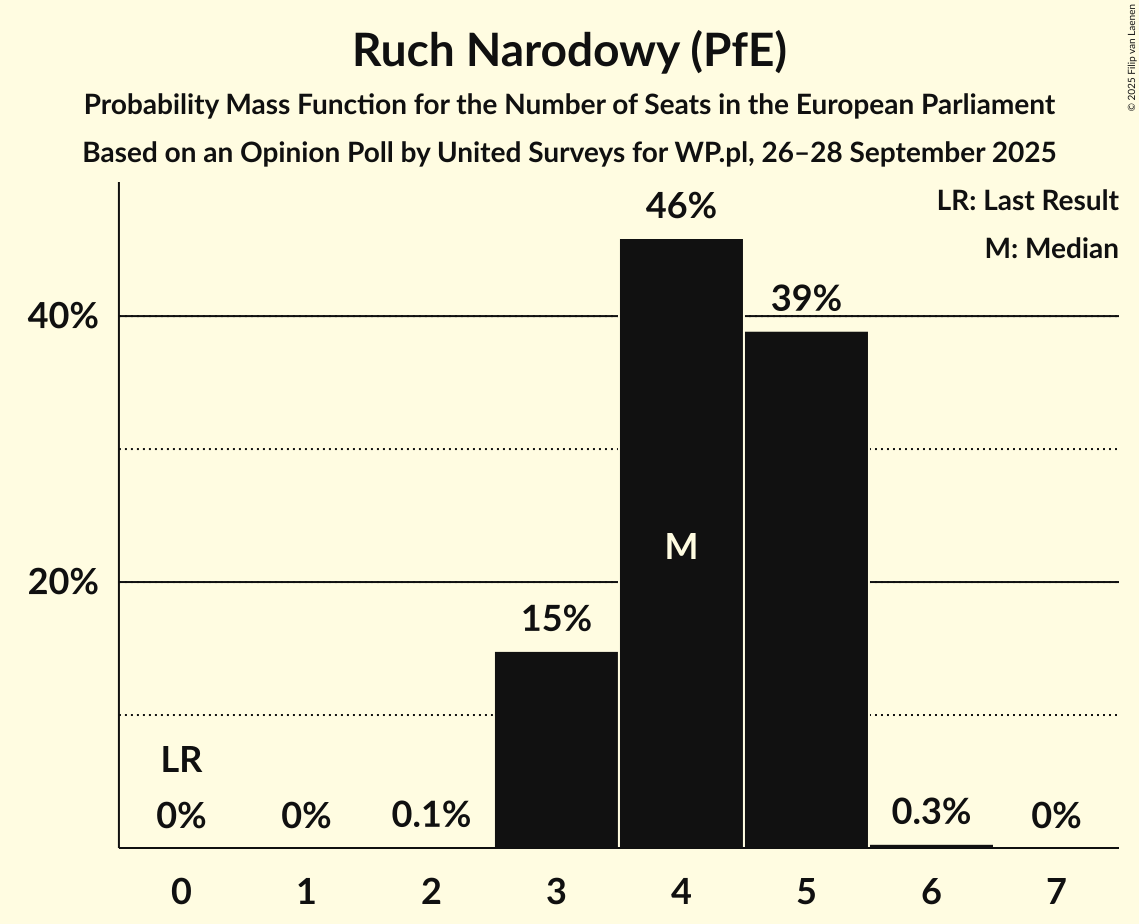 Ruch Narodowy (PfE)
Probability Mass Function for the Number of Seats in the European Parliament
Based on an Opinion Poll by United Surveys for WP.pl, 26–28 September 2025
© 2025 Filip van Laenen
LR: Last Result
M: Median
46%
39%
40%
M
20%
15%
LR
0%
0%
0.1%
0.3%
0%
0
1
2
3
4
5
6
7